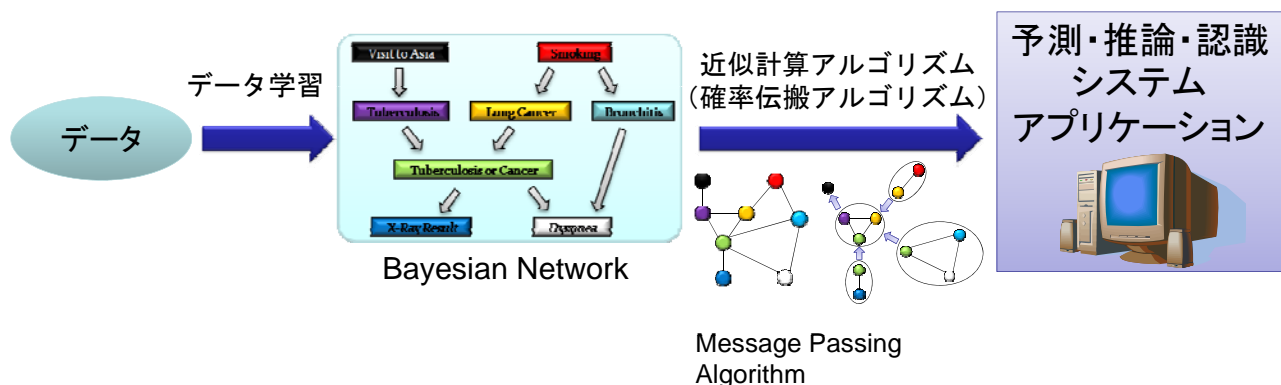 データ
データ学習
Visit to Asia
Smoking
Tuberculosis
Lung Cancer
Bronchitis
Tuberculosis or Cancer
X-Ray Result
Dyspnea
Bayesian Network
近似計算アルゴリズム
(確率伝搬アルゴリズム)
Message Passing
Algorithm
予測・推論・認識
システム
アプリケーション